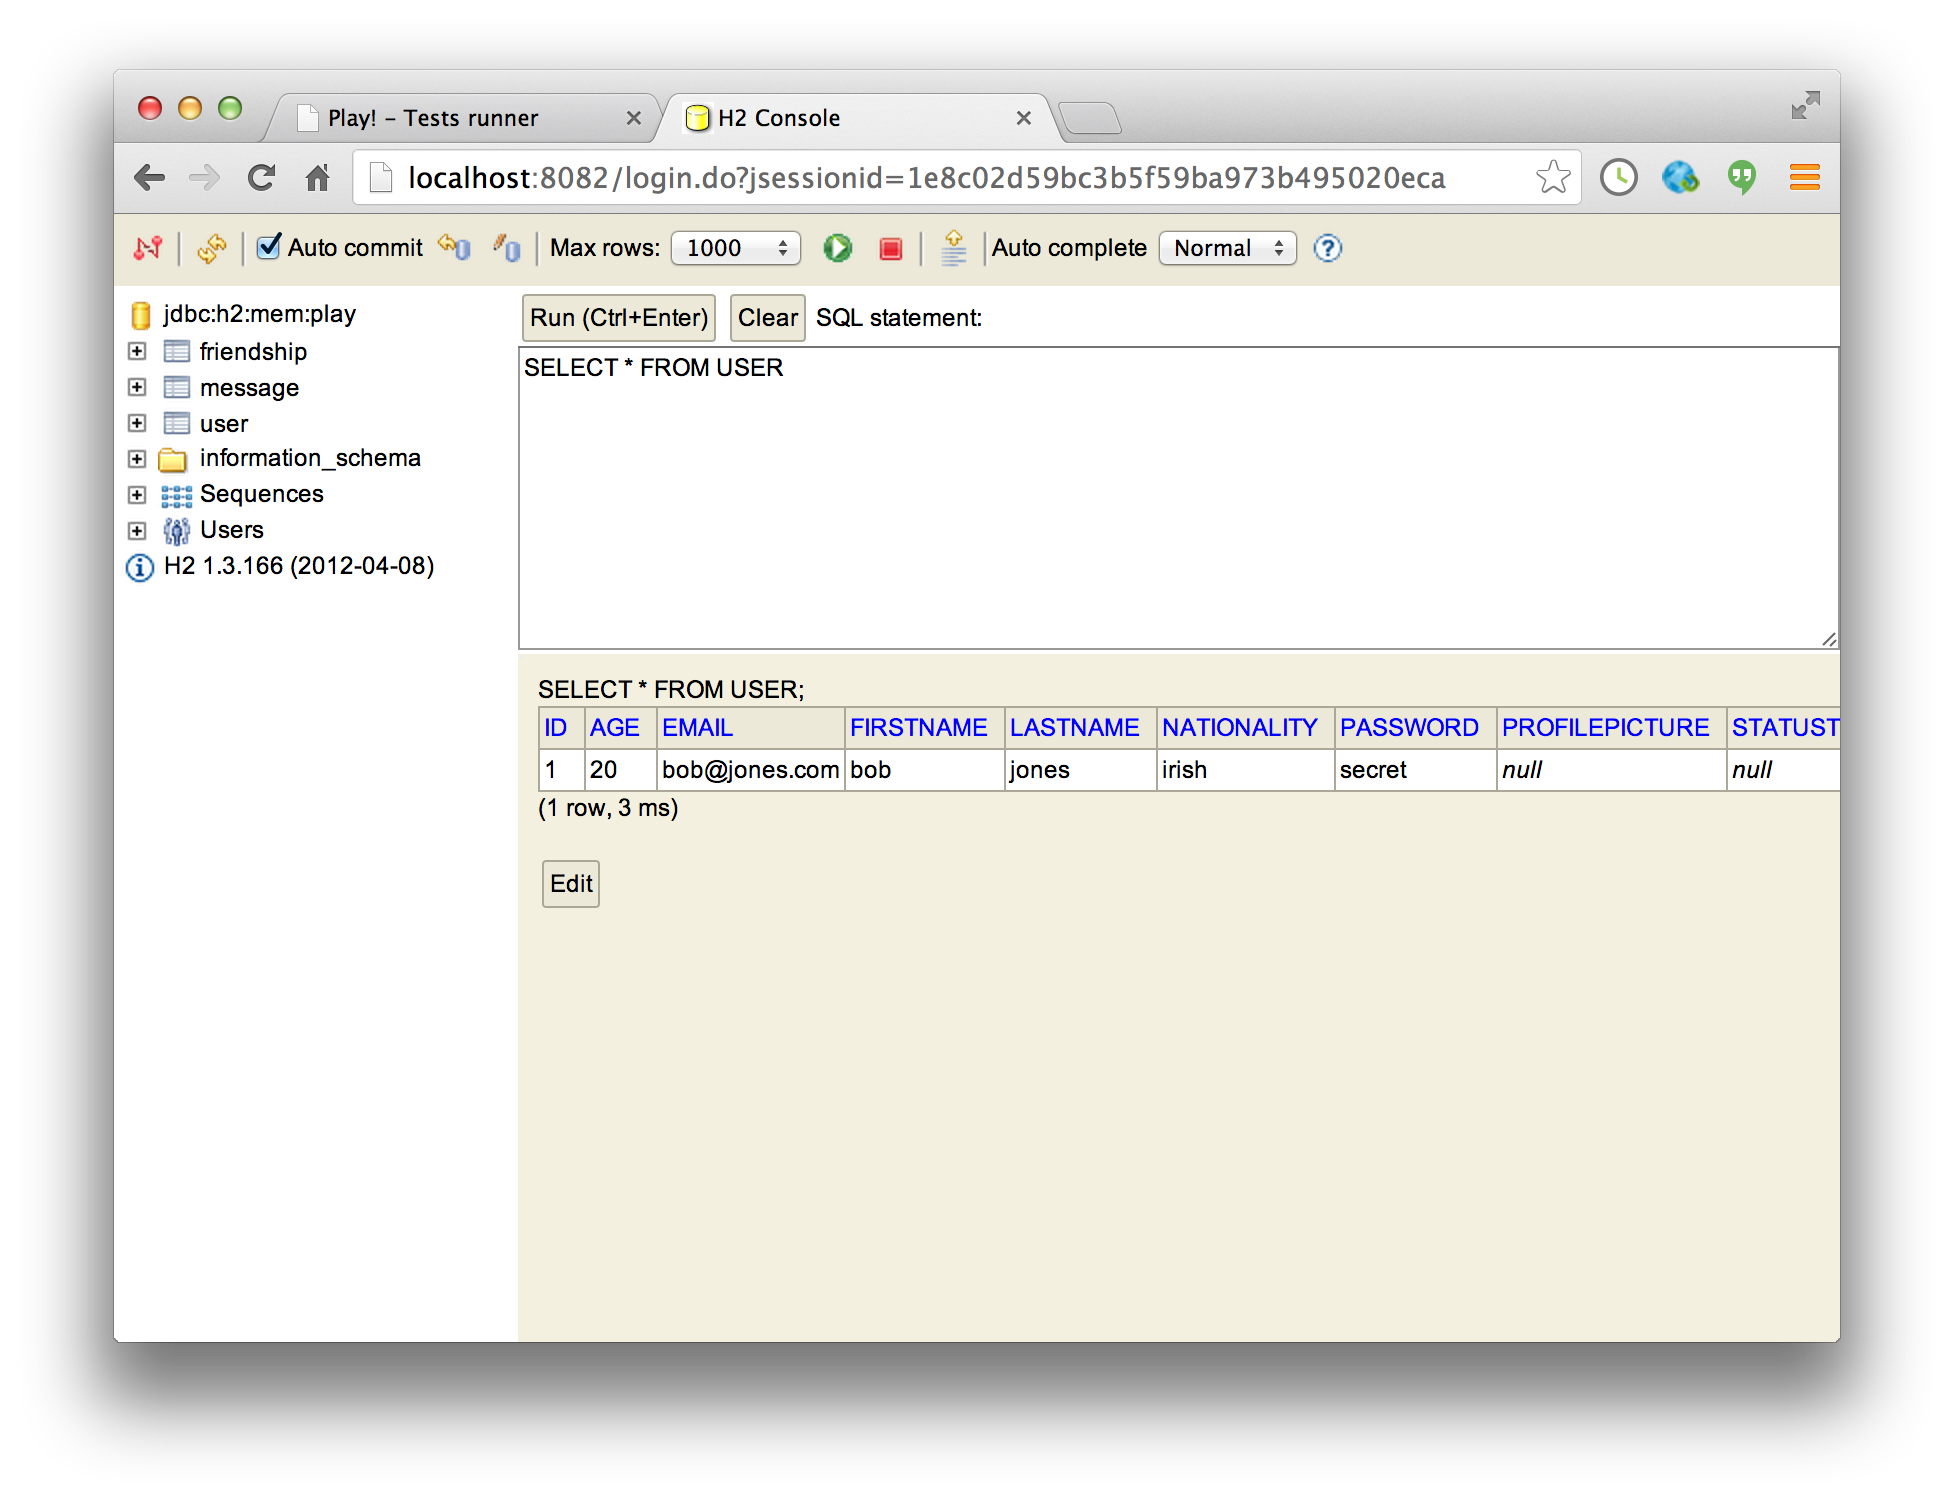 Play! – Tests runner
H2 Console
localhost:8082/login.do?jsessionid=1e8c02d59bc3b5f59ba973b495020eca
Auto commit Max rows: 1000 Auto complete Normal
jdbc:h2:mem:play
friendship
message
user
information_schema
Sequences
Users
H2 1.3.166 (2012-04-08)
Run (Ctrl+Enter) Clear SQL statement:
SELECT * FROM USER
SELECT * FROM USER;
ID AGE EMAIL FIRSTNAME LASTNAME NATIONALITY PASSWORD PROFILEPICTURE STATUST
1 20 bob@jones.com bob jones irish secret null null
(1 row, 3 ms)
Edit